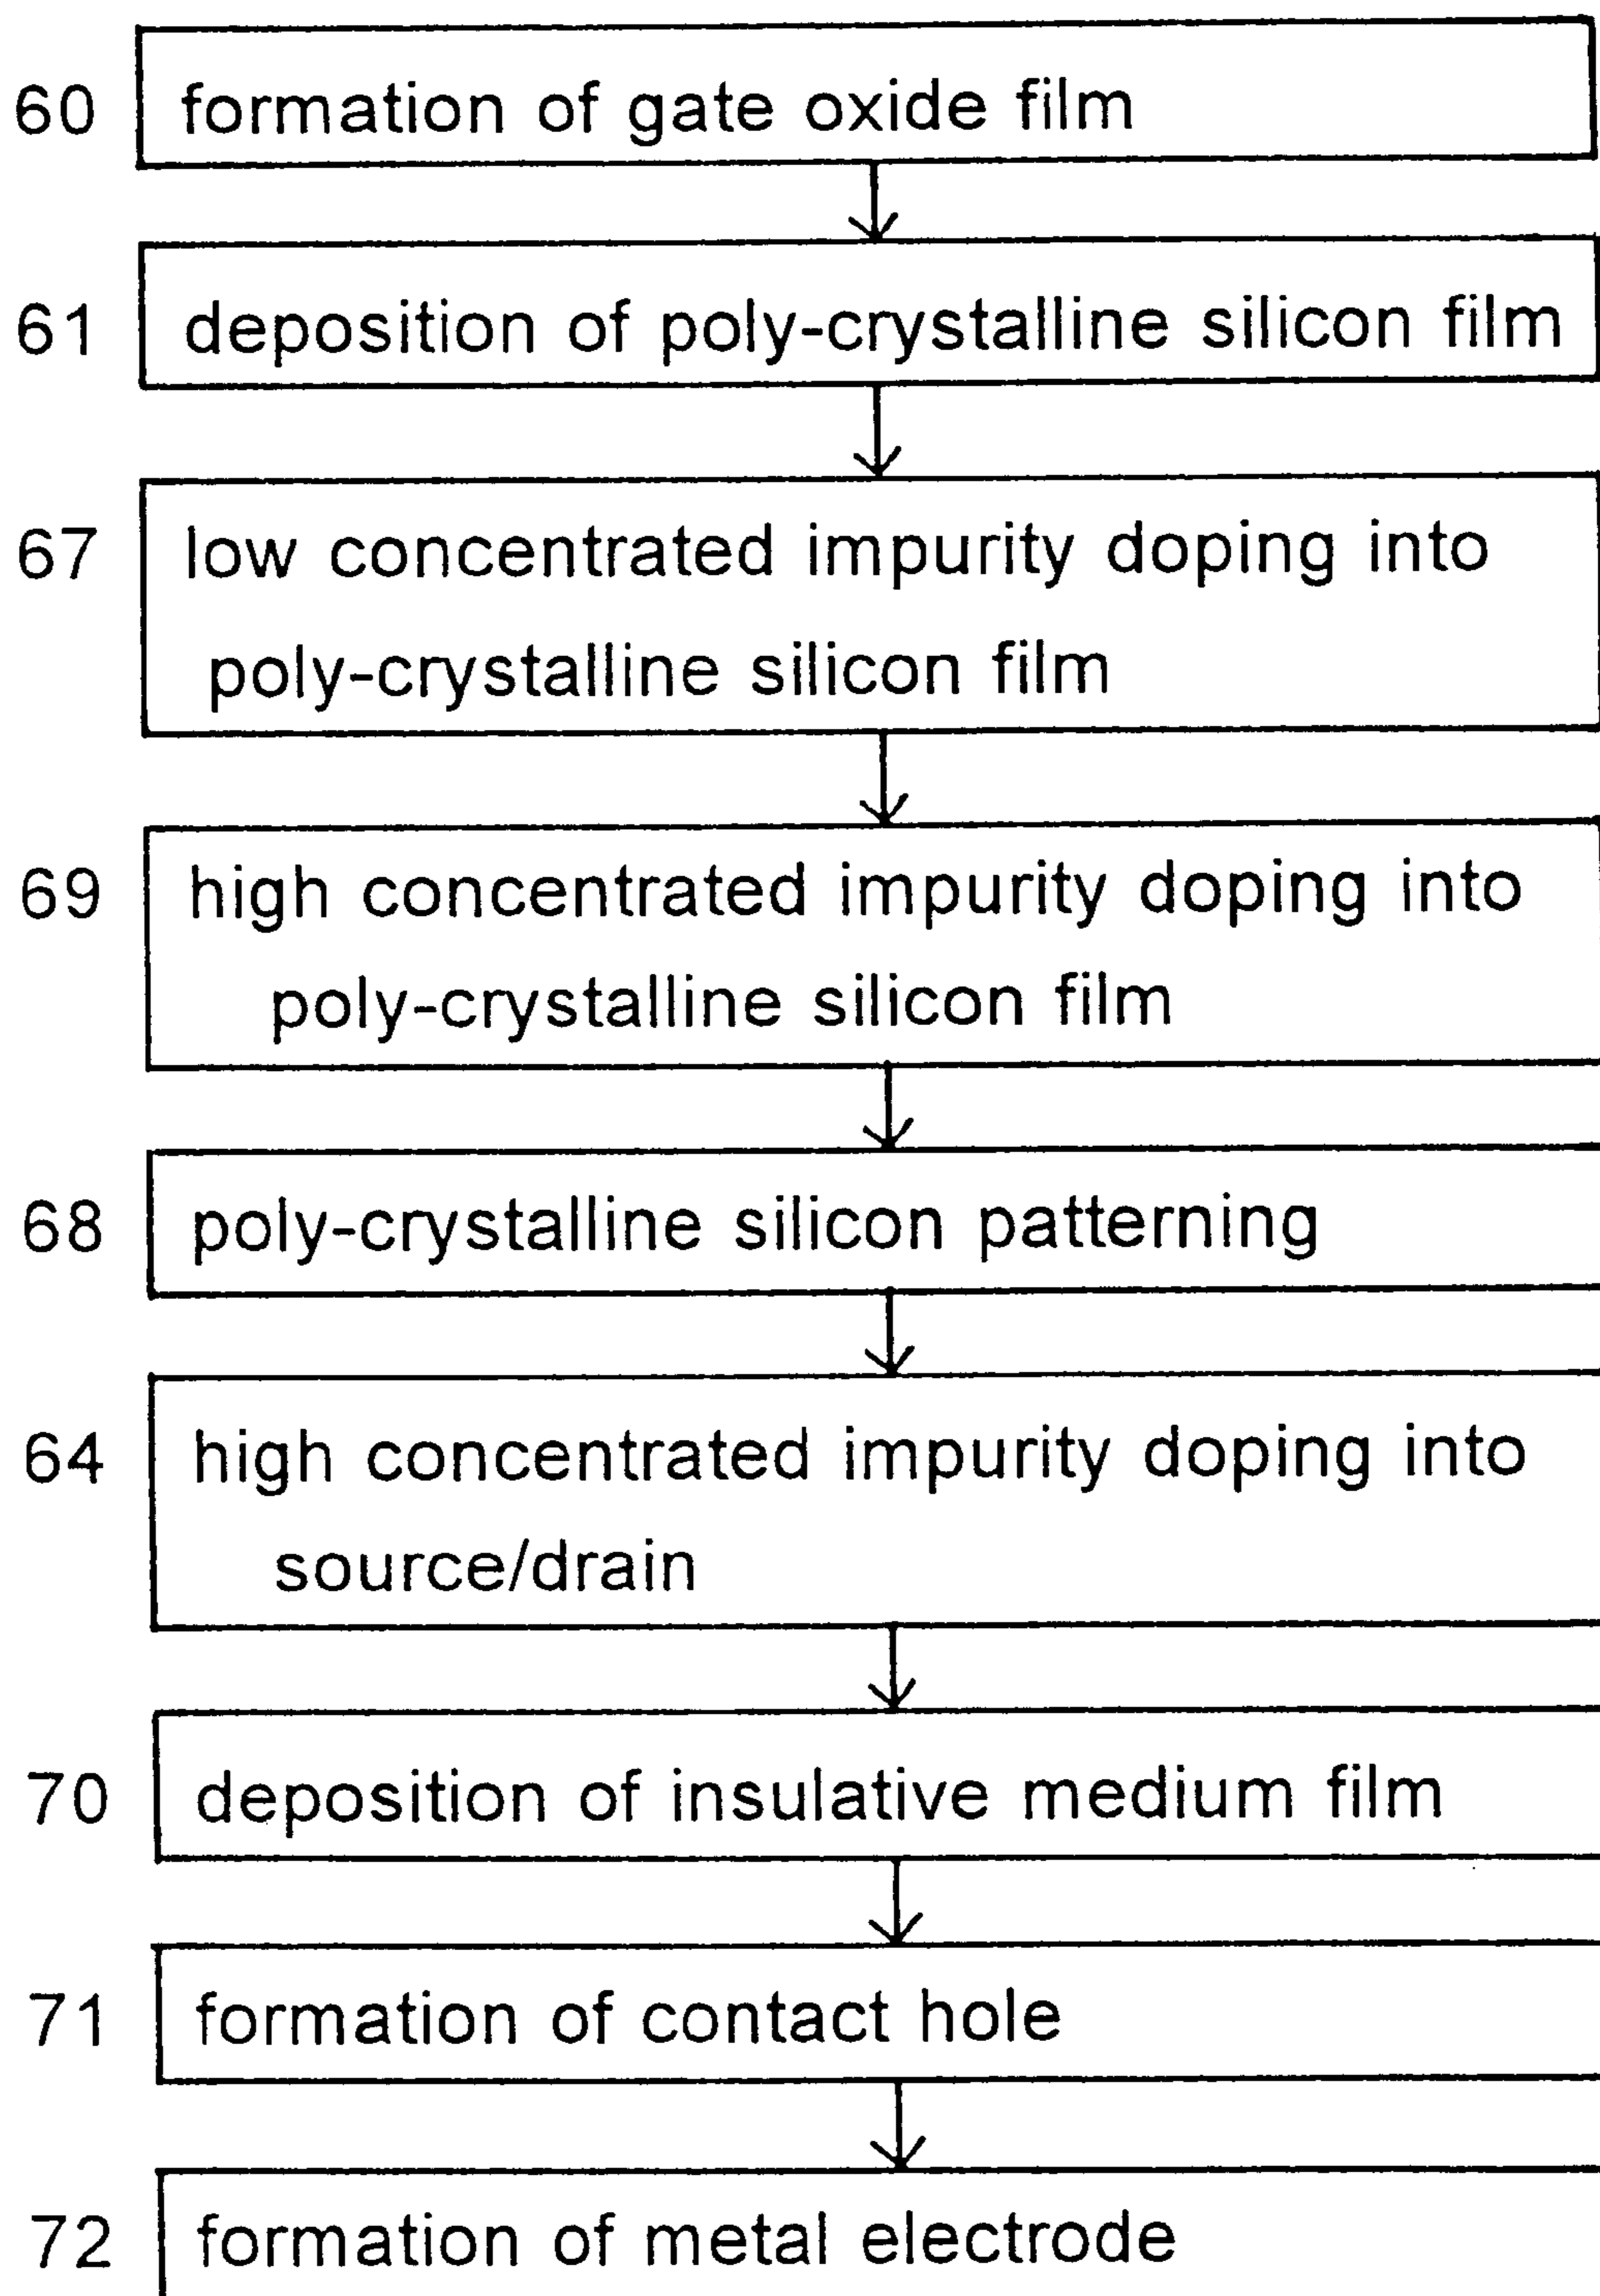 60 formation of gate oxide film
61 deposition of poly-crystalline silicon film
67 low concentrated impurity doping into
poly-crystalline silicon film
69 high concentrated impurity doping into
poly-crystalline silicon film
68 poly-crystalline silicon patterning
64 high concentrated impurity doping into
source/drain
70 deposition of insulative medium film
71 formation of contact hole
72 formation of metal electrode